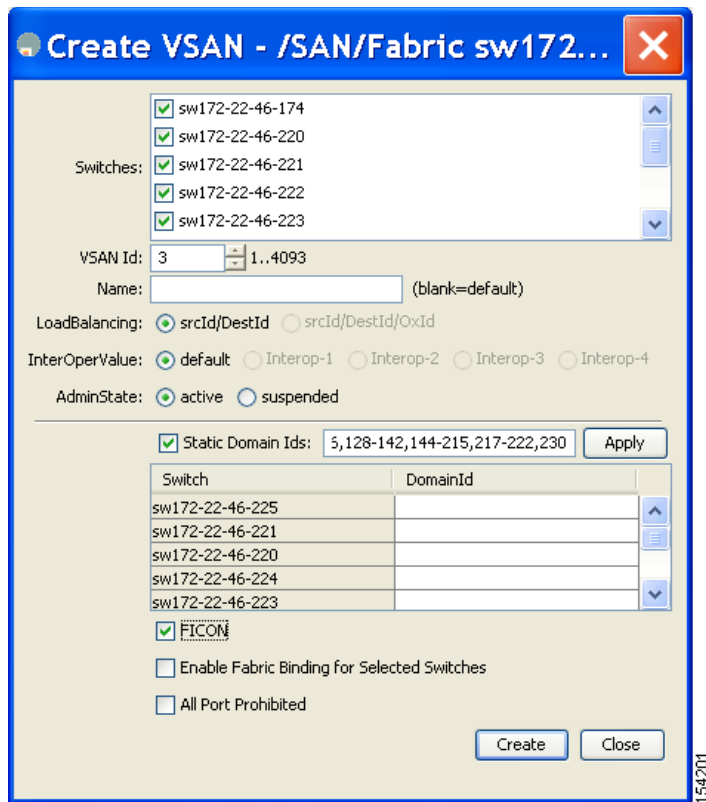 Create VSAN - /SAN/Fabric sw172...
sw172-22-46-174
sw172-22-46-220
Switches: sw172-22-46-221
sw172-22-46-222
sw172-22-46-223
VSAN Id: 3 1..4093
Name: (blank=default)
LoadBalancing: srcId/DestId srcId/DestId/OxId
InterOperValue: default Interop-1 Interop-2 Interop-3 Interop-4
AdminState: active suspended
Static Domain Ids: ,128-142,144-215,217-222,230 Apply
Switch DomainId
sw172-22-46-225
sw172-22-46-221
sw172-22-46-220
sw172-22-46-224
sw172-22-46-223
FICON
Enable Fabric Binding for Selected Switches
All Port Prohibited
Create Close
154201